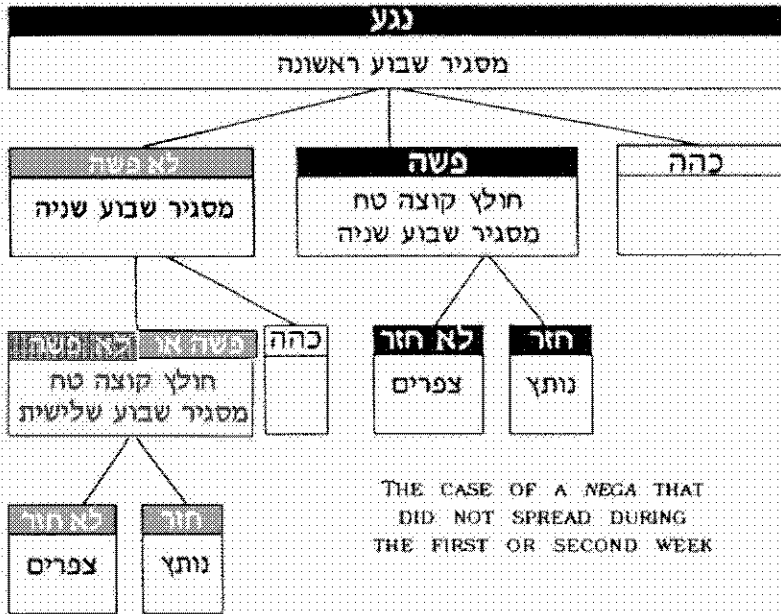 נגע
מסגיר שבוע ראשונה
לא פשה
מסגיר שבוע שניה
פשה
חולץ קוצה טח
מסגיר שבוע שניה
כהה
פשה או לא פשה
חולץ קוצה טח
מסגיר שבוע שלישית
כהה
לא חזר
צפרים
חזר
נותץ
לא חזר
צפרים
חזר
נותץ
THE CASE OF A NEGA THAT
DID NOT SPREAD DURING
THE FIRST OR SECOND WEEK